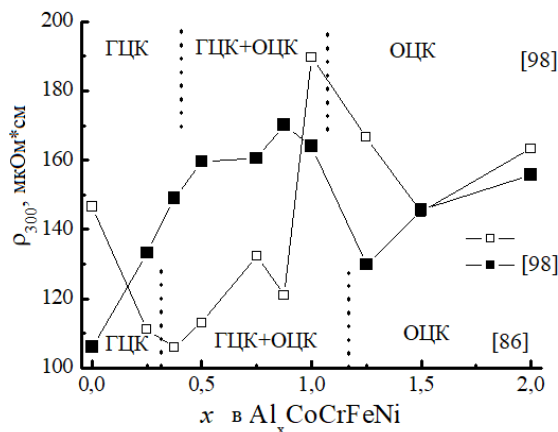 200
180
160
140
120
100
ρ300, мкОм*см
ГЦК
ГЦК+ОЦК
ОЦК
[98]
[98]
ГЦК
ГЦК+ОЦК
ОЦК
[86]
0,0
0,5
1,0
1,5
2,0
x в AlxCoCrFeNi